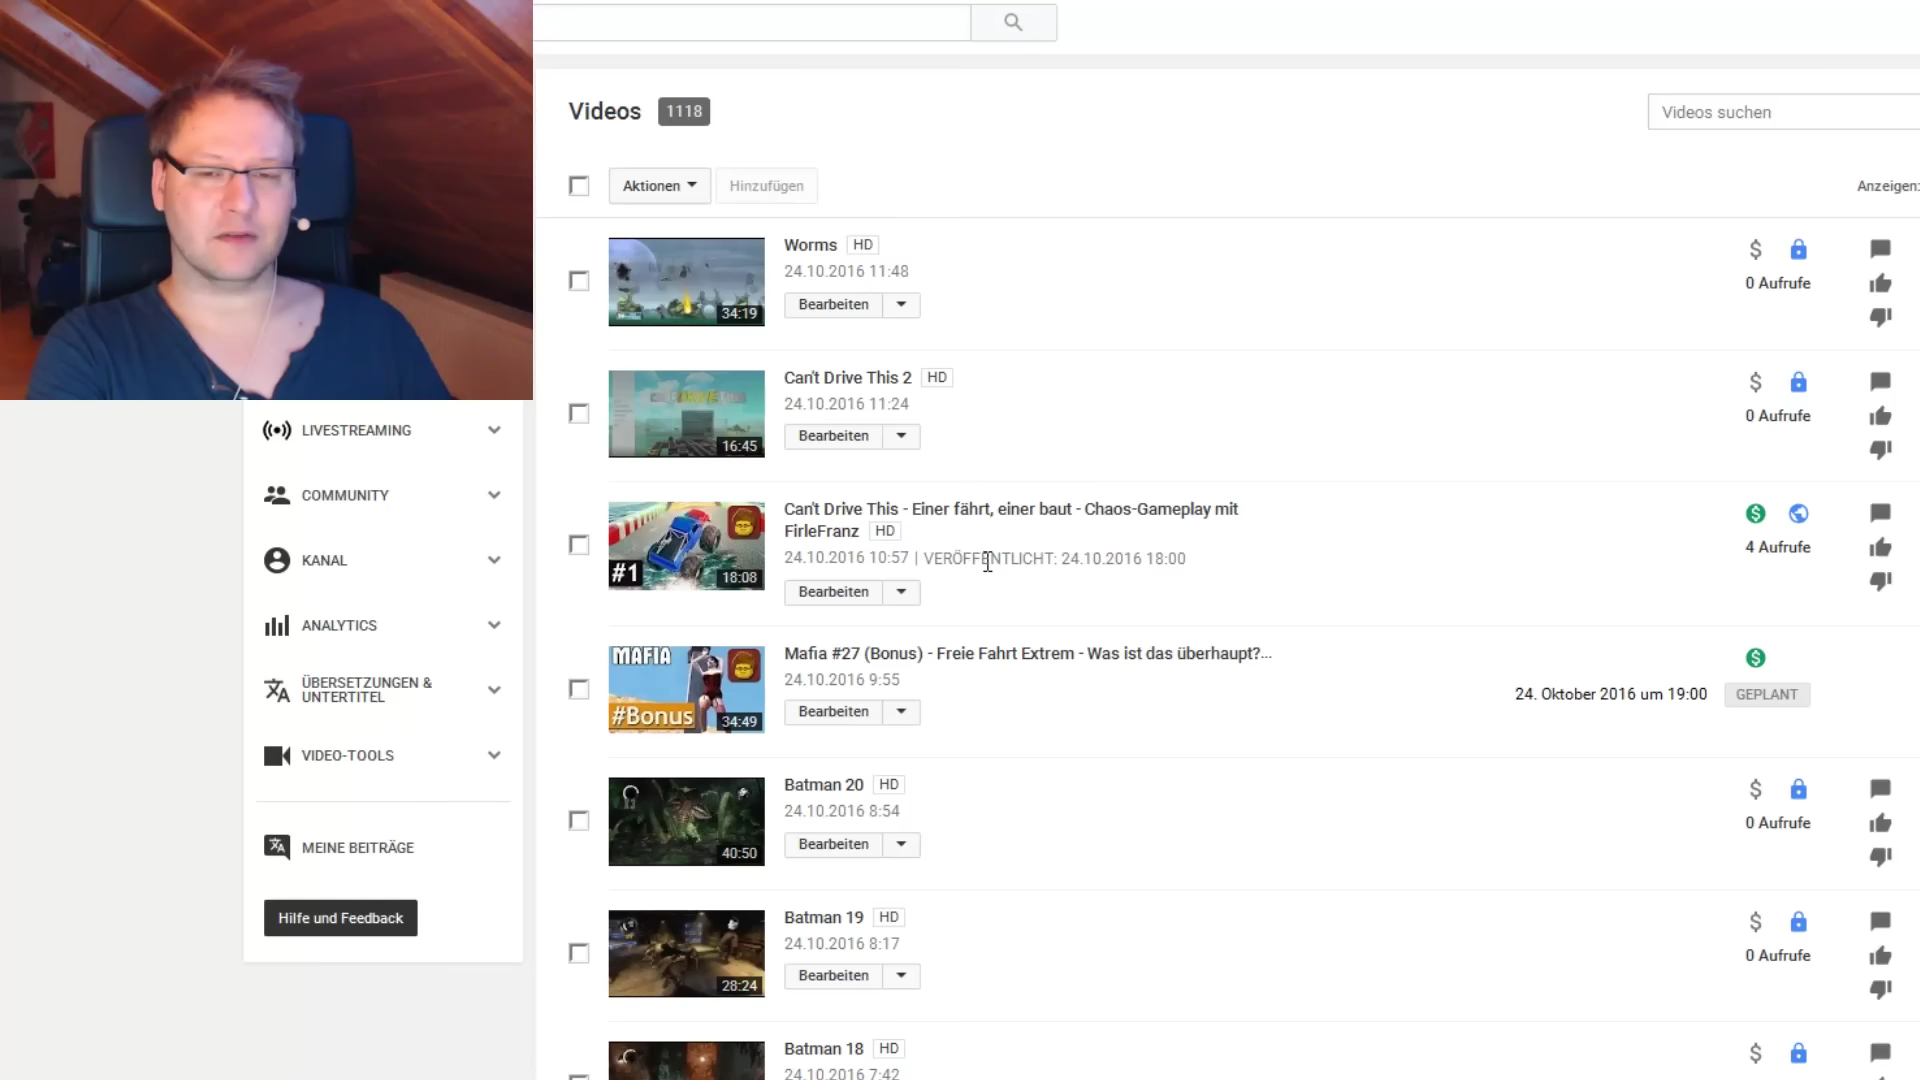 Videos 1118
Videos suchen
Aktionen Hinzufügen
Anzeigen:
Worms HD
24.10.2016 11:48
Bearbeiten
34:19
0 Aufrufe
Can't Drive This 2 HD
24.10.2016 11:24
Bearbeiten
16:45
0 Aufrufe
Can't Drive This - Einer fährt, einer baut - Chaos-Gameplay mit
FirleFranz HD
24.10.2016 10:57 | VERÖFFENTLICHT: 24.10.2016 18:00
Bearbeiten
#1
18:08
4 Aufrufe
Mafia #27 (Bonus) - Freie Fahrt Extrem - Was ist das überhaupt?...
24.10.2016 9:55
Bearbeiten
MAFIA
#Bonus
34:49
24. Oktober 2016 um 19:00 GEPLANT
Batman 20 HD
24.10.2016 8:54
Bearbeiten
40:50
0 Aufrufe
Batman 19 HD
24.10.2016 8:17
Bearbeiten
28:24
0 Aufrufe
Batman 18 HD
24.10.2016 7:42
LIVESTREAMING
COMMUNITY
KANAL
ANALYTICS
ÜBERSETZUNGEN &
UNTERTITEL
VIDEO-TOOLS
MEINE BEITRÄGE
Hilfe und Feedback